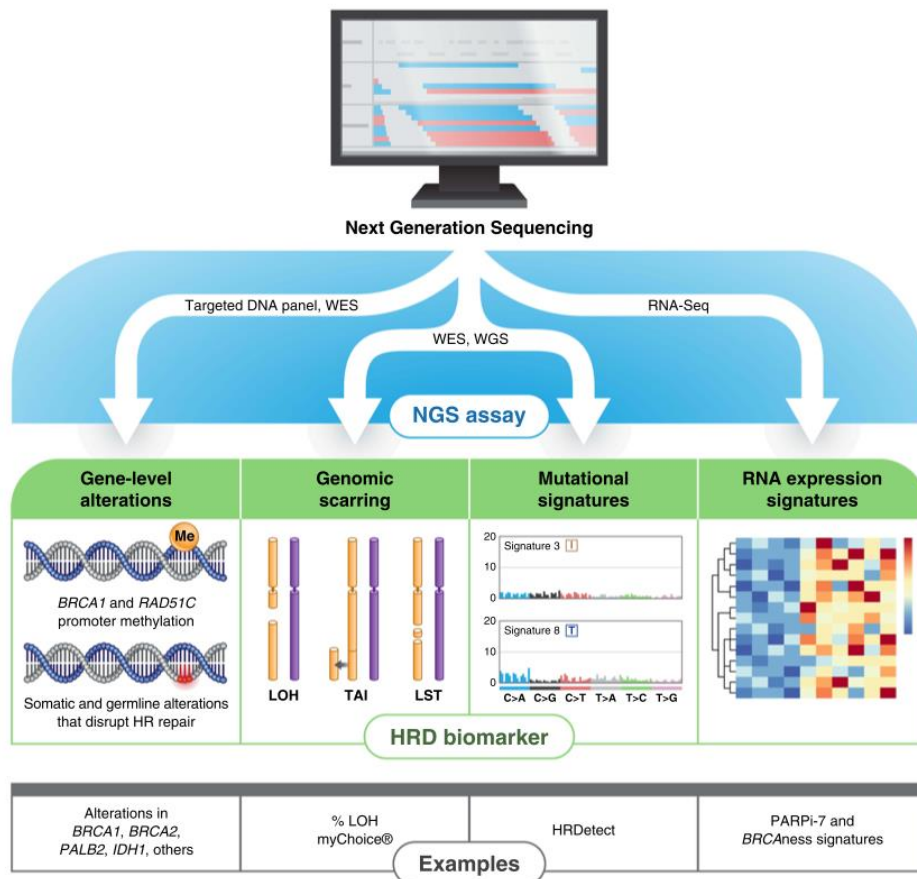 Next Generation Sequencing
Targeted DNA panel, WES
RNA-Seq
WES, WGS
NGS assay
Gene-level
alterations
Genomic
scarring
Mutational
signatures
RNA expression
signatures
Me
BRCA1 and RAD51C
promoter methylation
Somatic and germline alterations
that disrupt HR repair
LOH
TAI
LST
20
10
0
Signature 3 I
20
10
0
Signature 8 T
C>A C>G C>T T>A T>C T>G
HRD biomarker
Alterations in
BRCA1, BRCA2,
PALB2, IDH1, others
% LOH
myChoice®
HRDetect
PARPi-7 and
BRCAness signatures
Examples